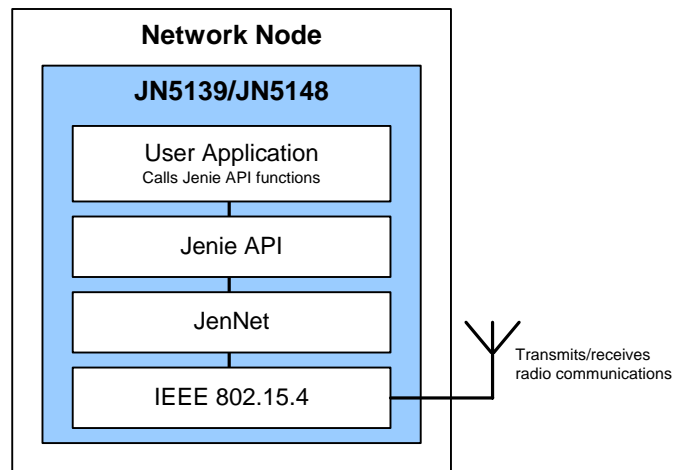 Network Node
JN5139/JN5148
User Application
Calls Jenie API functions
Jenie API
JenNet
IEEE 802.15.4
Transmits/receives
radio communications